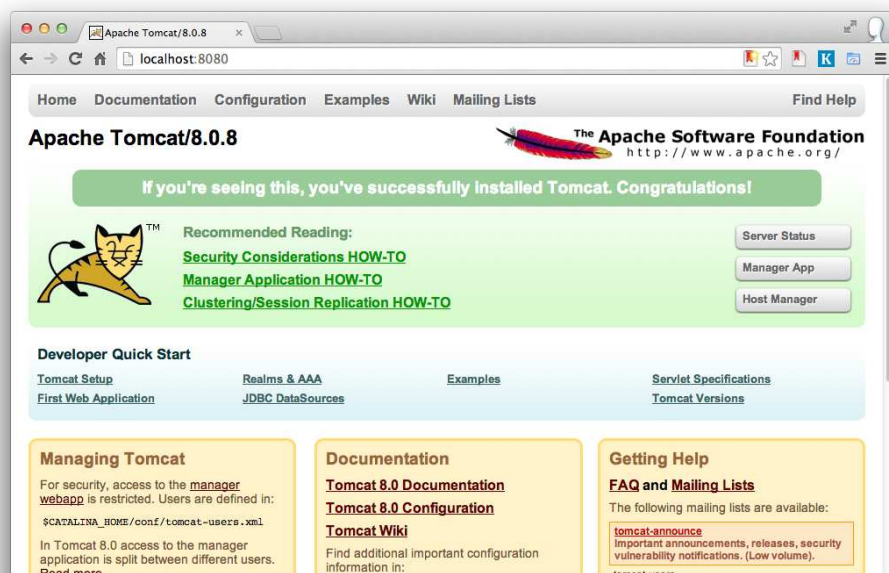 Apache Tomcat/8.0.8
localhost:8080
K
Home Documentation Configuration Examples Wiki Mailing Lists Find Help
Apache Tomcat/8.0.8
The Apache Software Foundation
http://www.apache.org/
If you're seeing this, you've successfully installed Tomcat. Congratulations!
TM
Recommended Reading:
Security Considerations HOW-TO
Manager Application HOW-TO
Clustering/Session Replication HOW-TO
Server Status
Manager App
Host Manager
Developer Quick Start
Tomcat Setup
First Web Application
Realms & AAA
JDBC DataSources
Examples
Servlet Specifications
Tomcat Versions
Managing Tomcat
For security, access to the manager
webapp is restricted. Users are defined in:
$CATALINA_HOME/conf/tomcat-users.xml
In Tomcat 8.0 access to the manager
application is split between different users.
Read more
Documentation
Tomcat 8.0 Documentation
Tomcat 8.0 Configuration
Tomcat Wiki
Find additional important configuration
information in:
Getting Help
FAQ and Mailing Lists
The following mailing lists are available:
tomcat-announce
Important announcements, releases, security
vulnerability notifications. (Low volume).